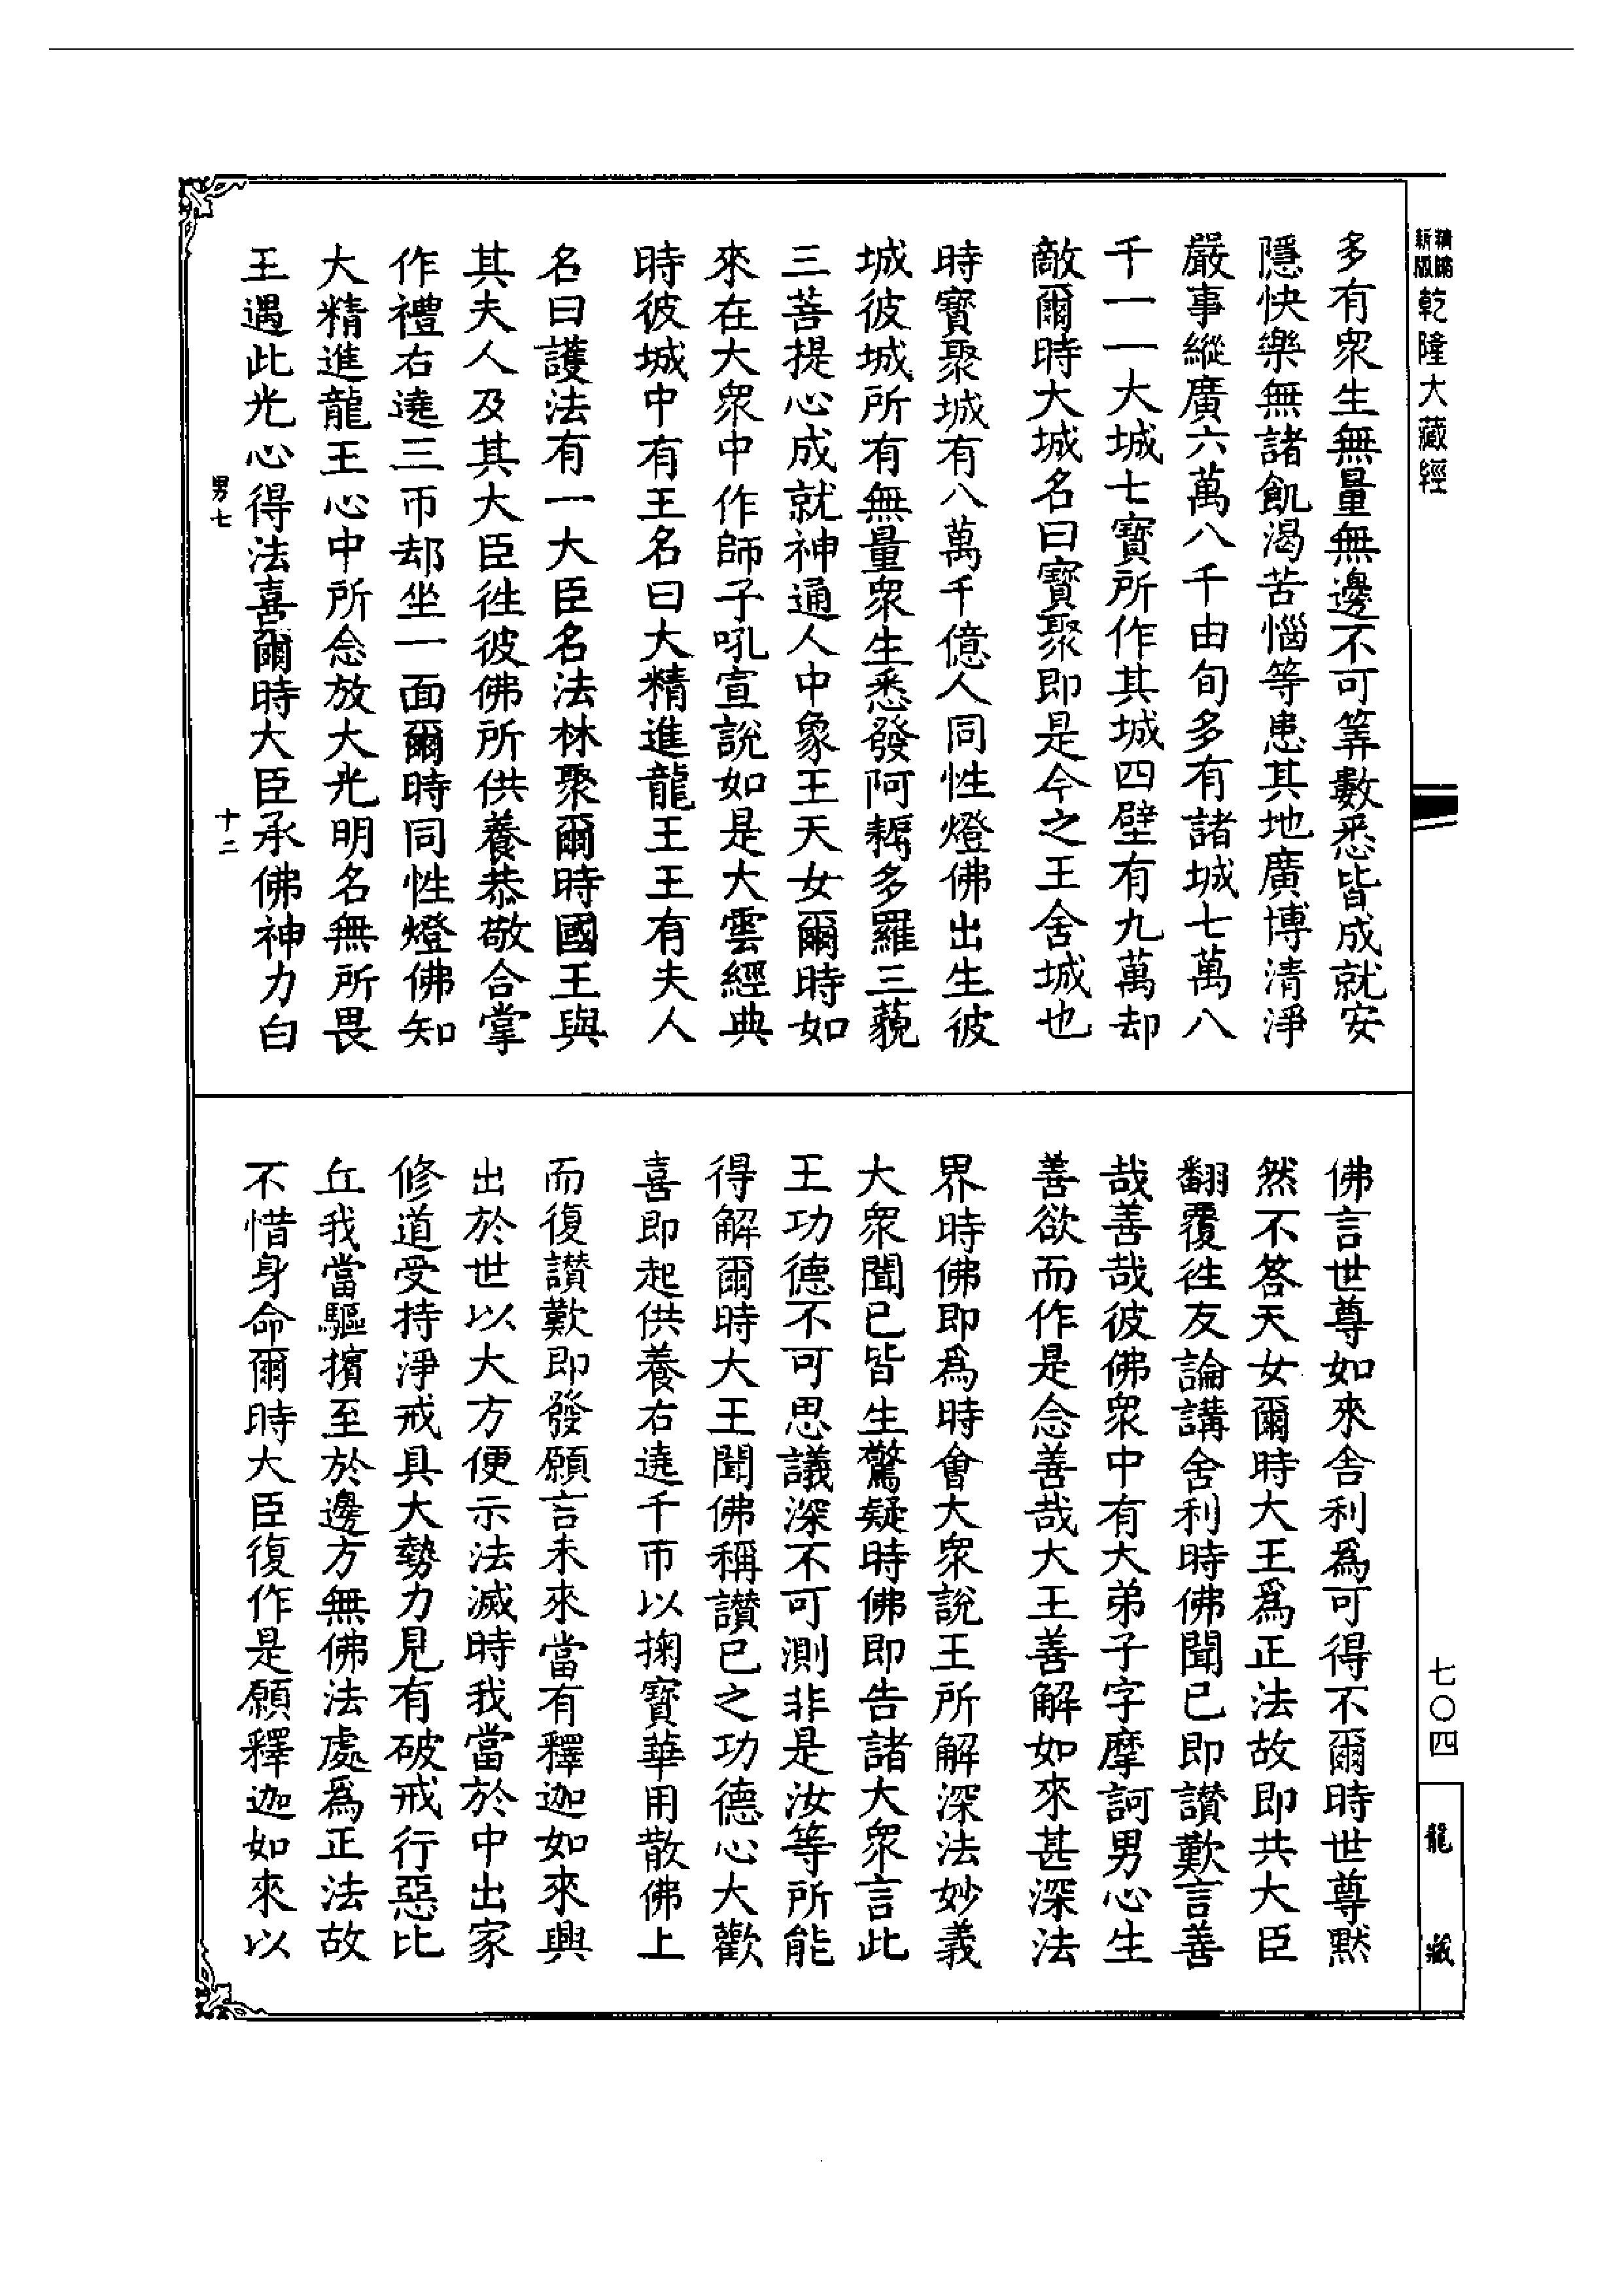 精縮新版乾隆大藏經
多有衆生無量無邊不可筭數悉皆成就安
隱快樂無諸飢渴苦惱等患其地廣博清淨
嚴事縱廣六萬八千由旬多有諸城七萬八
千一一大城七寶所作其城四壁有九萬却
敵爾時大城名曰寶聚即是今之王舍城也
時寶聚城有八萬千億人同性燈佛出生彼
城彼城所有無量衆生悉發阿耨多羅三藐
三菩提心成就神通人中象王天女爾時如
來在大衆中作師子吼宣說如是大雲經典
時彼城中有王名曰大精進龍王王有夫人
名曰護法有一大臣名法林聚爾時國王與
其夫人及其大臣徃彼佛所供養恭敬合掌
作禮右遶三帀却坐一面爾時同性燈佛知
大精進龍王心中所念放大光明名無所畏
王遇此光心得法喜爾時大臣承佛神力白
男七
十二
佛言世尊如來舍利爲可得不爾時世尊黙
然不答天女爾時大王爲正法故即共大臣
翻覆徃友論講舍利時佛聞已即讃歎言善
哉善哉彼佛衆中有大弟子字摩訶男心生
善欲而作是念善哉大王善解如來甚深法
界時佛即爲時會大衆說王所解深法妙義
大衆聞已皆生驚疑時佛即告諸大衆言此
王功德不可思議深不可測非是汝等所能
得解爾時大王聞佛稱讃已之功德心大歡
喜即起供養右遶千帀以掬寶華用散佛上
而復讃歎即發願言未來當有釋迦如來興
出於世以大方便示法滅時我當於中出家
修道受持淨戒具大勢力見有破戒行惡比
丘我當驅擯至於邊方無佛法處爲正法故
不惜身命爾時大臣復作是願釋迦如來以
七〇四
龍藏